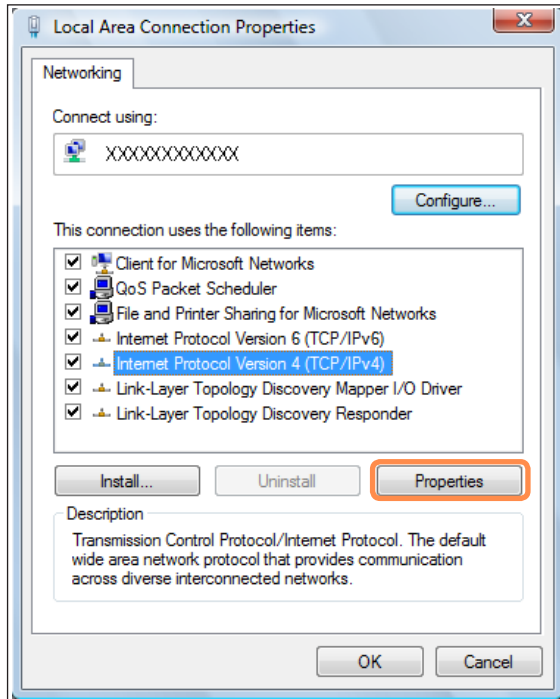 Local Area Connection Properties
Networking
Connect using:
XXXXXXXXXXXX
Configure...
This connection uses the following items:
Client for Microsoft Networks
QoS Packet Scheduler
File and Printer Sharing for Microsoft Networks
Internet Protocol Version 6 (TCP/IPv6)
Internet Protocol Version 4 (TCP/IPv4)
Link-Layer Topology Discovery Mapper I/O Driver
Link-Layer Topology Discovery Responder
Install...
Uninstall
Properties
Description
Transmission Control Protocol/Internet Protocol. The default
wide area network protocol that provides communication
across diverse interconnected networks.
OK
Cancel